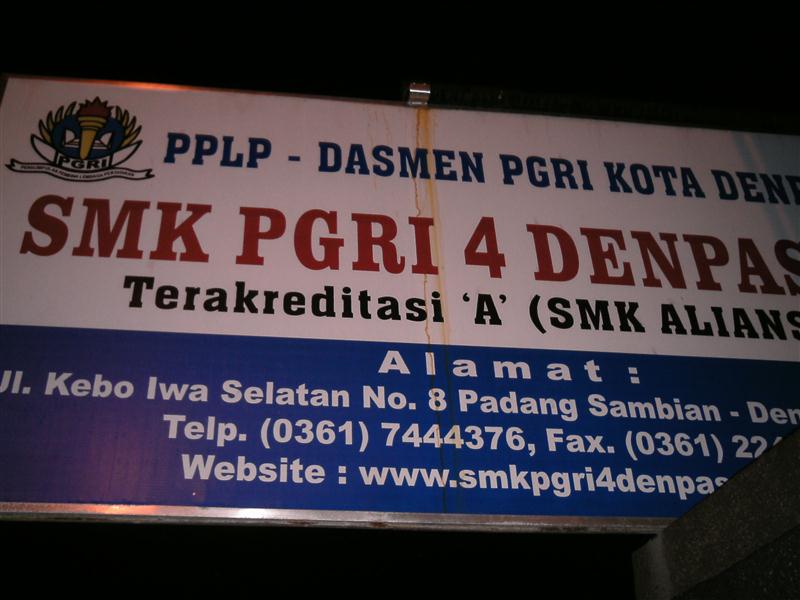 PGRI
PPLP - DASMEN PGRI KOTA DEN
SMK PGRI 4 DENPAS
Terakreditasi 'A' (SMK ALIANS
Alamat :
Jl. Kebo Iwa Selatan No. 8 Padang Sambian - Den
Telp. (0361) 7444376, Fax. (0361) 22
Website : www.smkpgri4denpas